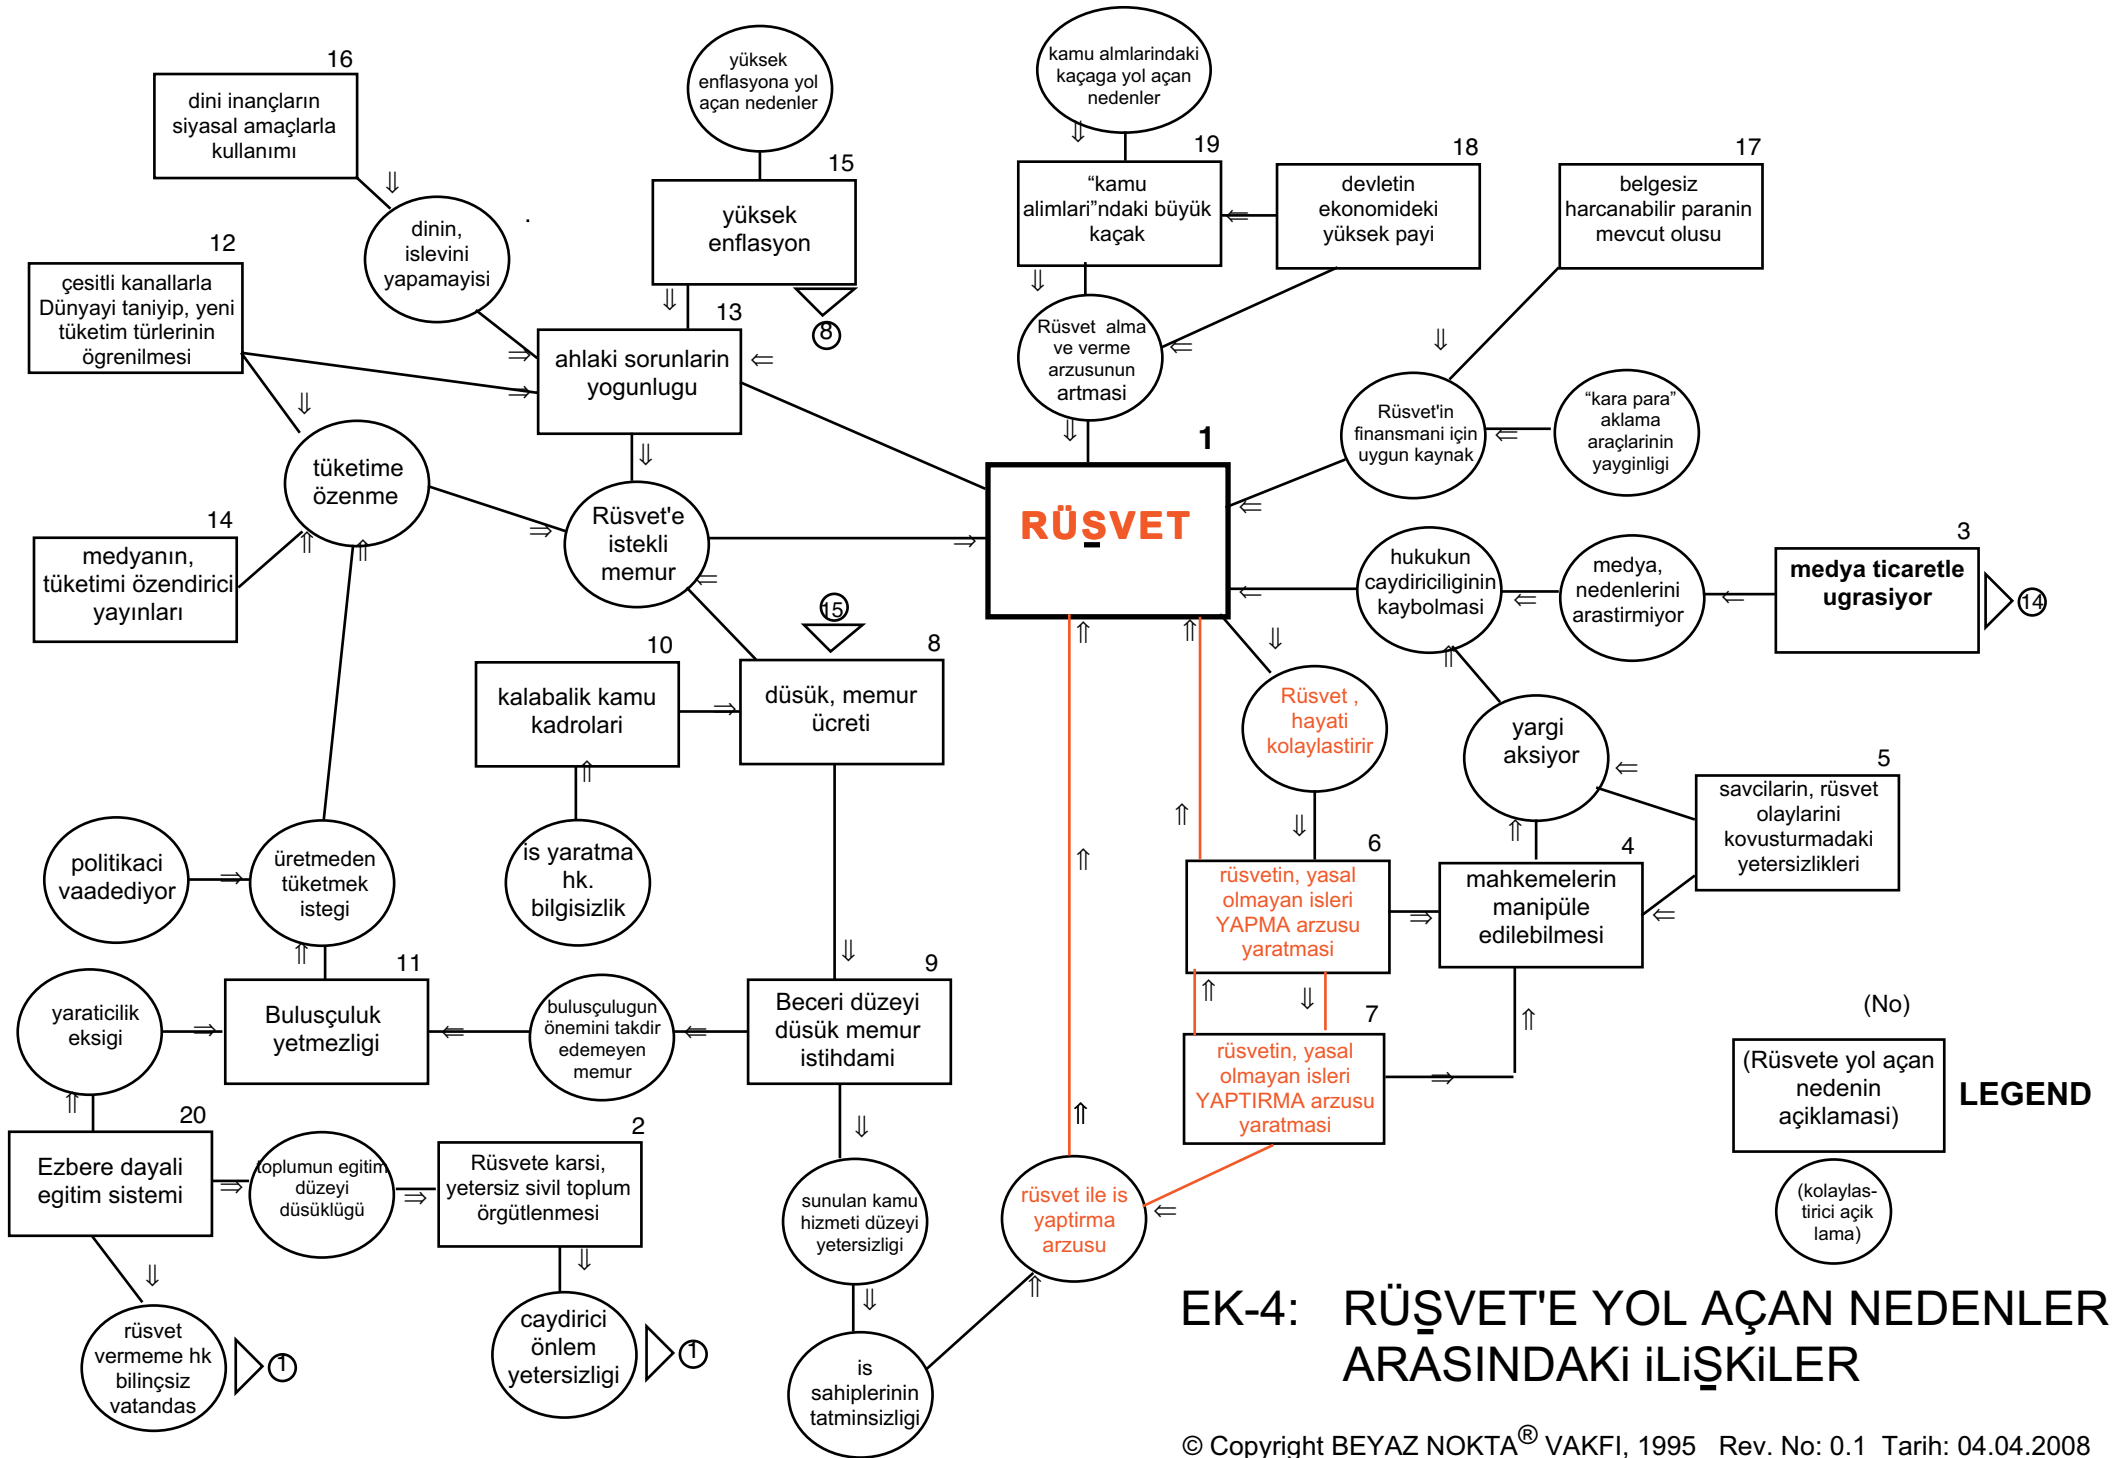 16
dini inançların
siyasal amaçlarla
kullanımı
yüksek
enflasyona yol
açan nedenler
kamu almlarindaki
kaçaga yol açan
nedenler
15
yüksek
enflasyon
8
19
“kamu
alimlari”ndaki büyük
kaçak
18
devletin
ekonomideki
yüksek payi
17
belgesiz
harcanabilir paranin
mevcut olusu
dinin,
islevini
yapamayisi
.
12
çesitli kanallarla
Dünyayi taniyip, yeni
tüketim türlerinin
ögrenilmesi
13
ahlaki sorunlarin
yogunlugu
Rüsvet alma
ve verme
arzusunun
artmasi
Rüsvet'in
finansmani için
uygun kaynak
“kara para”
aklama
araçlarinin
yayginligi
tüketime
özenme
14
medyanın,
tüketimi özendirici
yayınları
Rüsvet'e
istekli
memur
1
RÜŞVET
hukukun
caydiriciliginin
kaybolmasi
medya,
nedenlerini
arastirmiyor
3
medya ticaretle
ugrasiyor
14
15
10
kalabalik kamu
kadrolari
8
düsük, memur
ücreti
Rüsvet ,
hayati
kolaylastirir
yargi
aksiyor
5
savcilarin, rüsvet
olaylarini
kovusturmadaki
yetersizlikleri
politikaci
vaadediyor
üretmeden
tüketmek
istegi
is yaratma
hk.
bilgisizlik
6
rüsvetin, yasal
olmayan isleri
YAPMA arzusu
yaratmasi
4
mahkemelerin
manipüle
edilebilmesi
yaraticilik
eksigi
11
Bulusçuluk
yetmezligi
bulusçulugun
önemini takdir
edemeyen
memur
9
Beceri düzeyi
düsük memur
istihdami
7
rüsvetin, yasal
olmayan isleri
YAPTIRMA arzusu
yaratmasi
(No)
(Rüsvete yol açan
nedenin
açiklamasi)
LEGEND
(kolaylas-
tirici açik
lama)
20
Ezbere dayali
egitim sistemi
toplumun egitim
düzeyi
düsüklügü
2
Rüsvete karsi,
yetersiz sivil toplum
örgütlenmesi
sunulan kamu
hizmeti düzeyi
yetersizligi
rüsvet ile is
yaptirma
arzusu
rüsvet
vermeme hk
bilinçsiz
vatandas
1
caydirici
önlem
yetersizligi
1
is
sahiplerinin
tatminsizligi
EK-4: RÜŞVET'E YOL AÇAN NEDENLER
ARASINDAKi iLiŞKiLER
© Copyright BEYAZ NOKTA® VAKFI, 1995 Rev. No: 0.1 Tarih: 04.04.2008